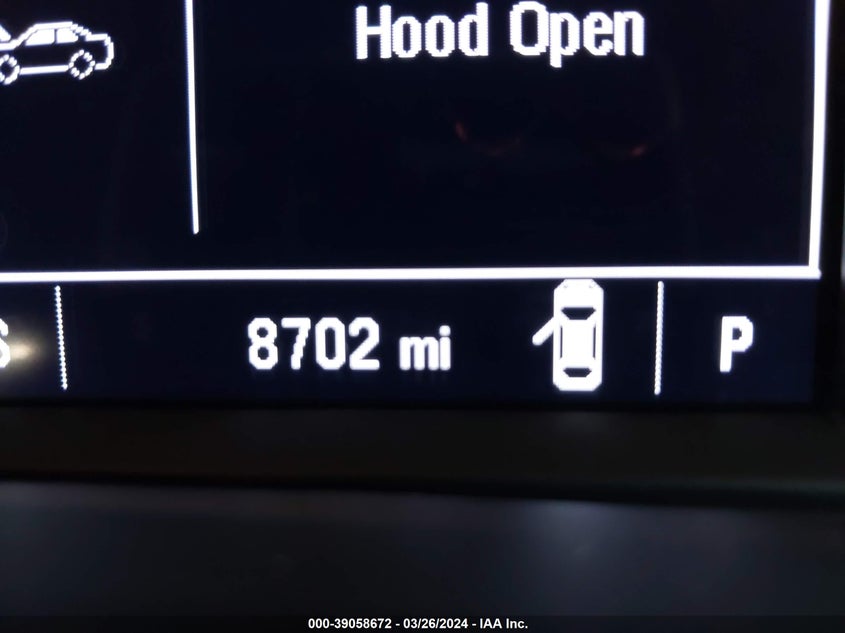 Hood Open
8702 mi
P
000-39058672 - 03/26/2024 - IAA Inc.